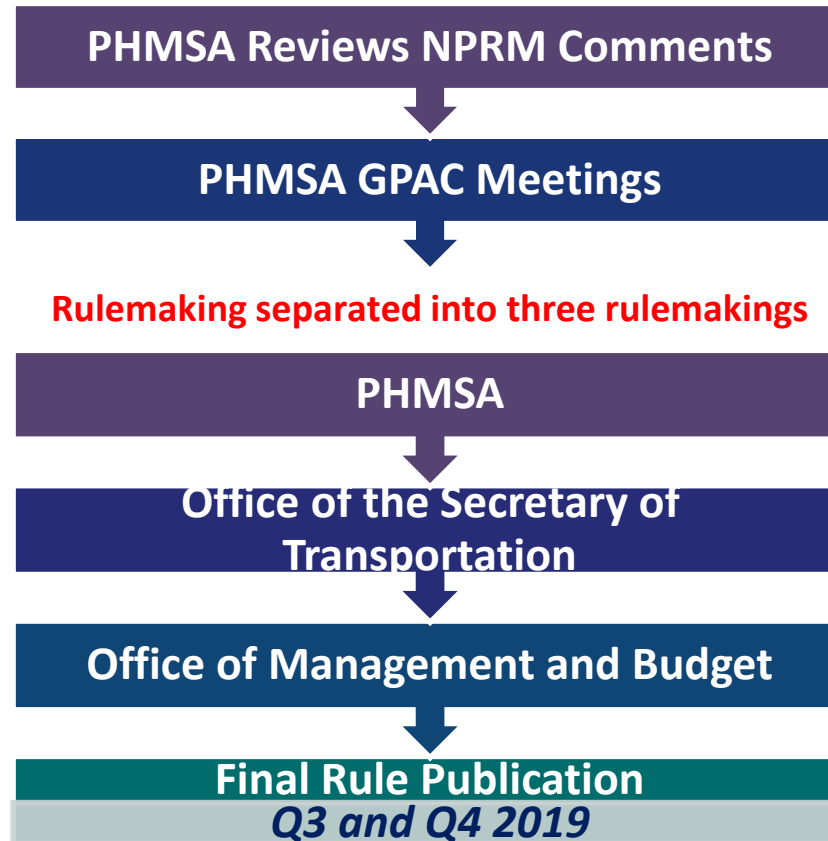 PHMSA Reviews NPRM Comments
PHMSA GPAC Meetings
Rulemaking separated into three rulemakings
PHMSA
Office of the Secretary of
Transportation
Office of Management and Budget
Final Rule Publication
Q3 and Q4 2019